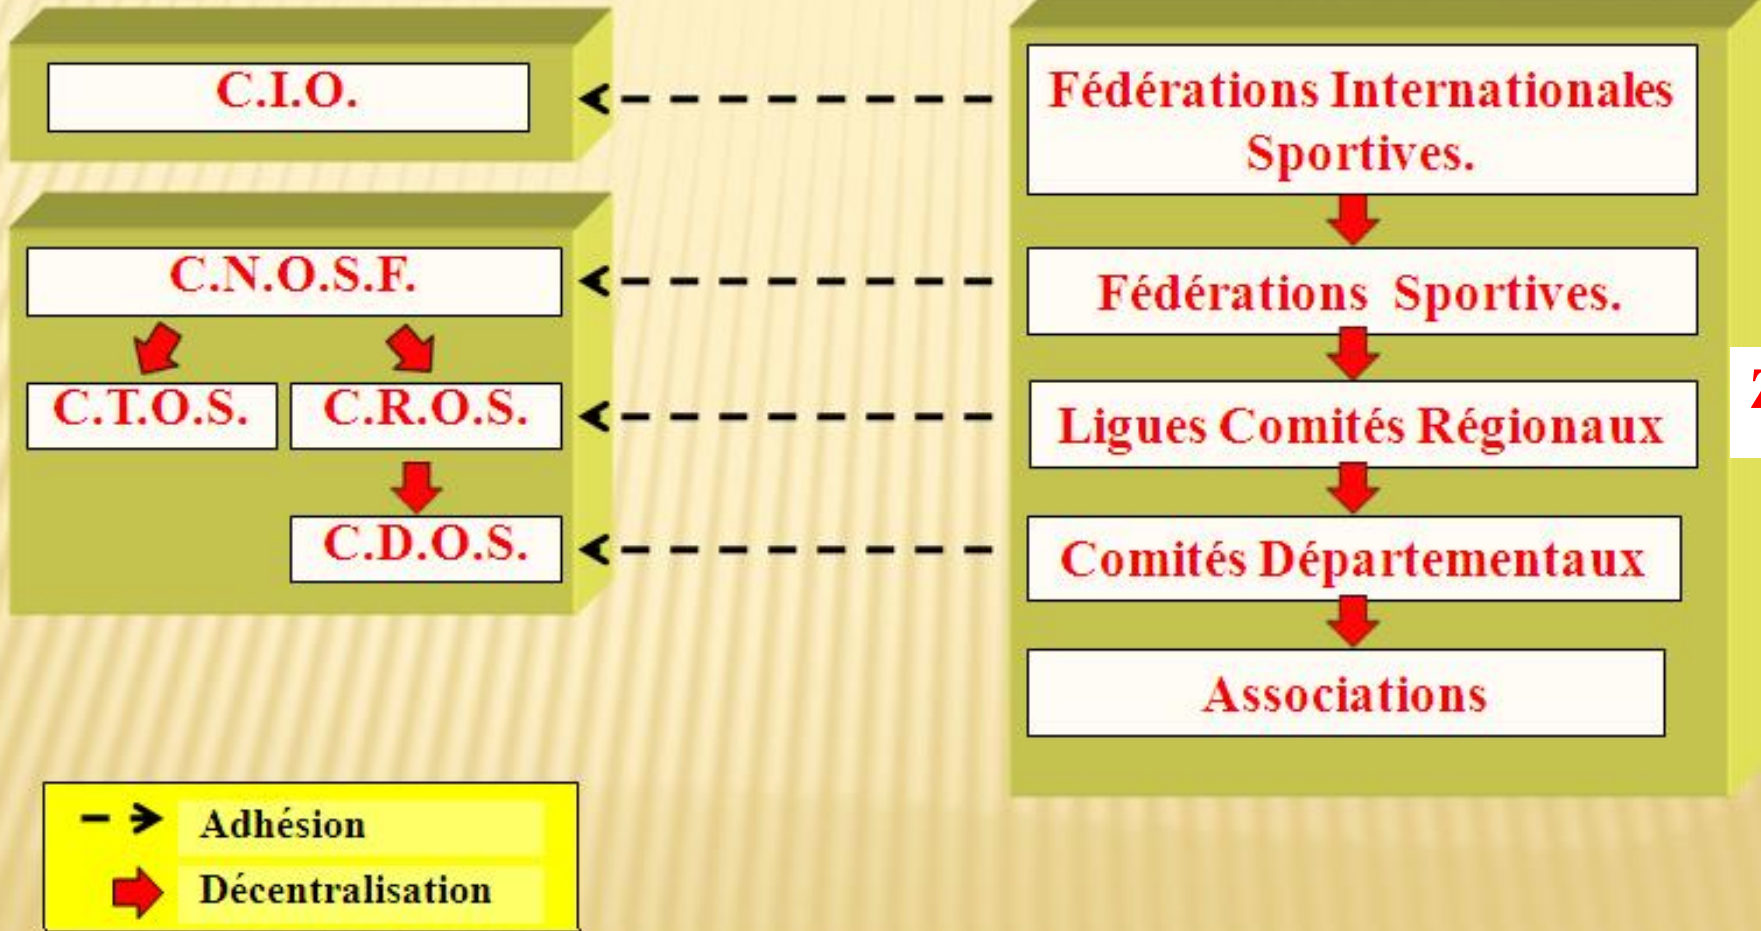 C.I.O.
Fédérations Internationales
Sportives.
C.N.O.S.F.
Fédérations Sportives.
C.T.O.S.
C.R.O.S.
Ligues Comités Régionaux
C.D.O.S.
Comités Départementaux
Associations
Adhésion
Décentralisation